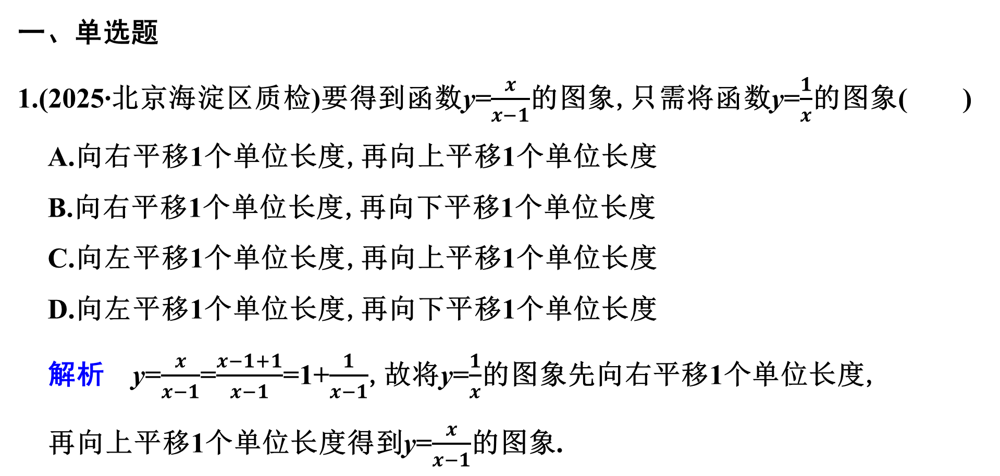 一、单选题
1.(2025·北京海淀区质检)要得到函数y=\frac{x}{x-1}的图象,只需将函数y=\frac{1}{x}的图象(  )
A.向右平移1个单位长度,再向上平移1个单位长度
B.向右平移1个单位长度,再向下平移1个单位长度
C.向左平移1个单位长度,再向上平移1个单位长度
D.向左平移1个单位长度,再向下平移1个单位长度
解析 y=\frac{x}{x-1}=\frac{x-1+1}{x-1}=1+\frac{1}{x-1},故将y=\frac{1}{x}的图象先向右平移1个单位长度,
再向上平移1个单位长度得到y=\frac{x}{x-1}的图象.